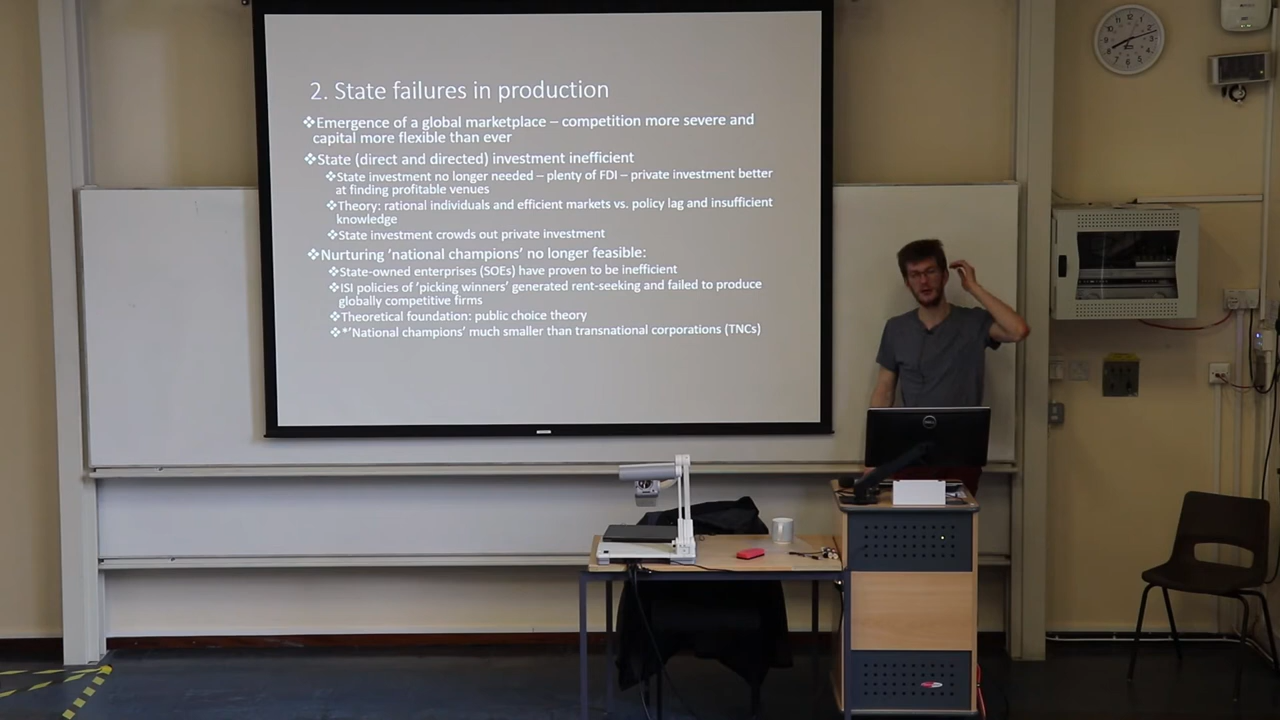 2. State failures in production
❖Emergence of a global marketplace – competition more severe and
capital more flexible than ever
❖State (direct and directed) investment inefficient
❖State investment no longer needed – plenty of FDI – private investment better
at finding profitable venues
❖Theory: rational individuals and efficient markets vs. policy lag and insufficient
knowledge
❖State investment crowds out private investment
❖Nurturing 'national champions' no longer feasible:
❖State-owned enterprises (SOEs) have proven to be inefficient
❖ISI policies of 'picking winners' generated rent-seeking and failed to produce
globally competitive firms
❖Theoretical foundation: public choice theory
❖*'National champions' much smaller than transnational corporations (TNCs)
DELL